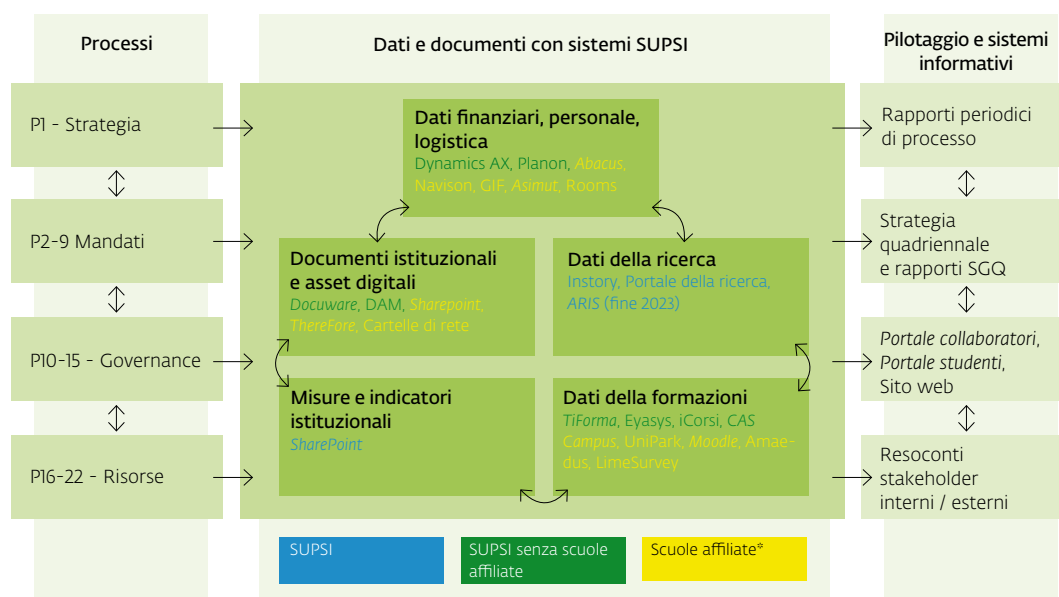 Processi
Dati e documenti con sistemi SUPSI
Pilotaggio e sistemi
informativi
P1 - Strategia
P2-9 Mandati
P10-15 - Governance
P16-22 - Risorse
Dati finanziari, personale,
logistica
Dynamics AX, Planon, Abacus,
Navison, GIF, Asimut, Rooms
Documenti istituzionali
e asset digitali
Docuware, DAM, Sharepoint,
ThereFore, Cartelle di rete
Dati della ricerca
Instory, Portale della ricerca,
ARIS (fine 2023)
Misure e indicatori
istituzionali
SharePoint
Dati della formazioni
TiForma, Eyasys, iCorsi, CAS
Campus, UniPark, Moodle, Amae-
dus, LimeSurvey
Rapporti periodici
di processo
Strategia
quadriennale
e rapporti SGQ
Portale collaboratori,
Portale studenti,
Sito web
Resoconti
stakeholder
interni / esterni
SUPSI
SUPSI senza scuole
affiliate
Scuole affiliate*